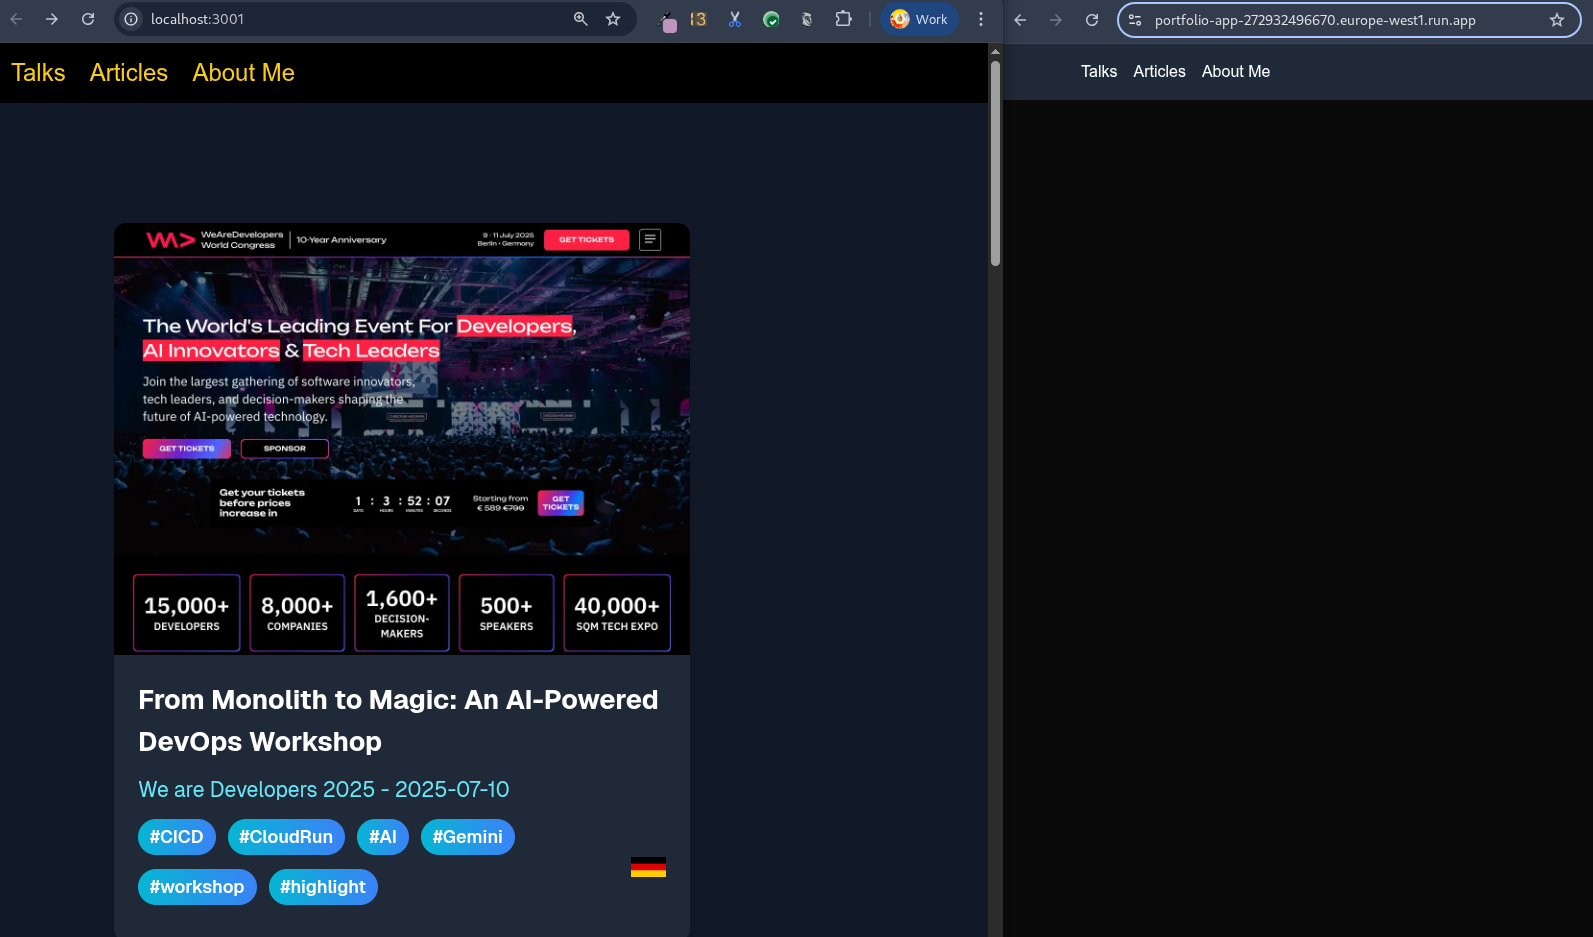 localhost:3001
Work
Talks Articles About Me
WeAreDevelopers
World Congress
10-Year Anniversary
9 - 11 July 2025
Berlin • Germany
GET TICKETS
The World's Leading Event For Developers,
AI Innovators & Tech Leaders
Join the largest gathering of software innovators,
tech leaders, and decision-makers shaping the
future of AI-powered technology.
GET TICKETS
SPONSOR
Get your tickets
before prices
increase in
1 : 3 : 52 : 07
DAYS HOURS MINUTES SECONDS
Starting from
€ 589 €799
GET
TICKETS
15,000+
DEVELOPERS
8,000+
COMPANIES
1,600+
DECISION-
MAKERS
500+
SPEAKERS
40,000+
SQM TECH EXPO
From Monolith to Magic: An AI-Powered
DevOps Workshop
We are Developers 2025 - 2025-07-10
#CICD #CloudRun #AI #Gemini
#workshop #highlight
portfolio-app-272932496670.europe-west1.run.app
Talks Articles About Me